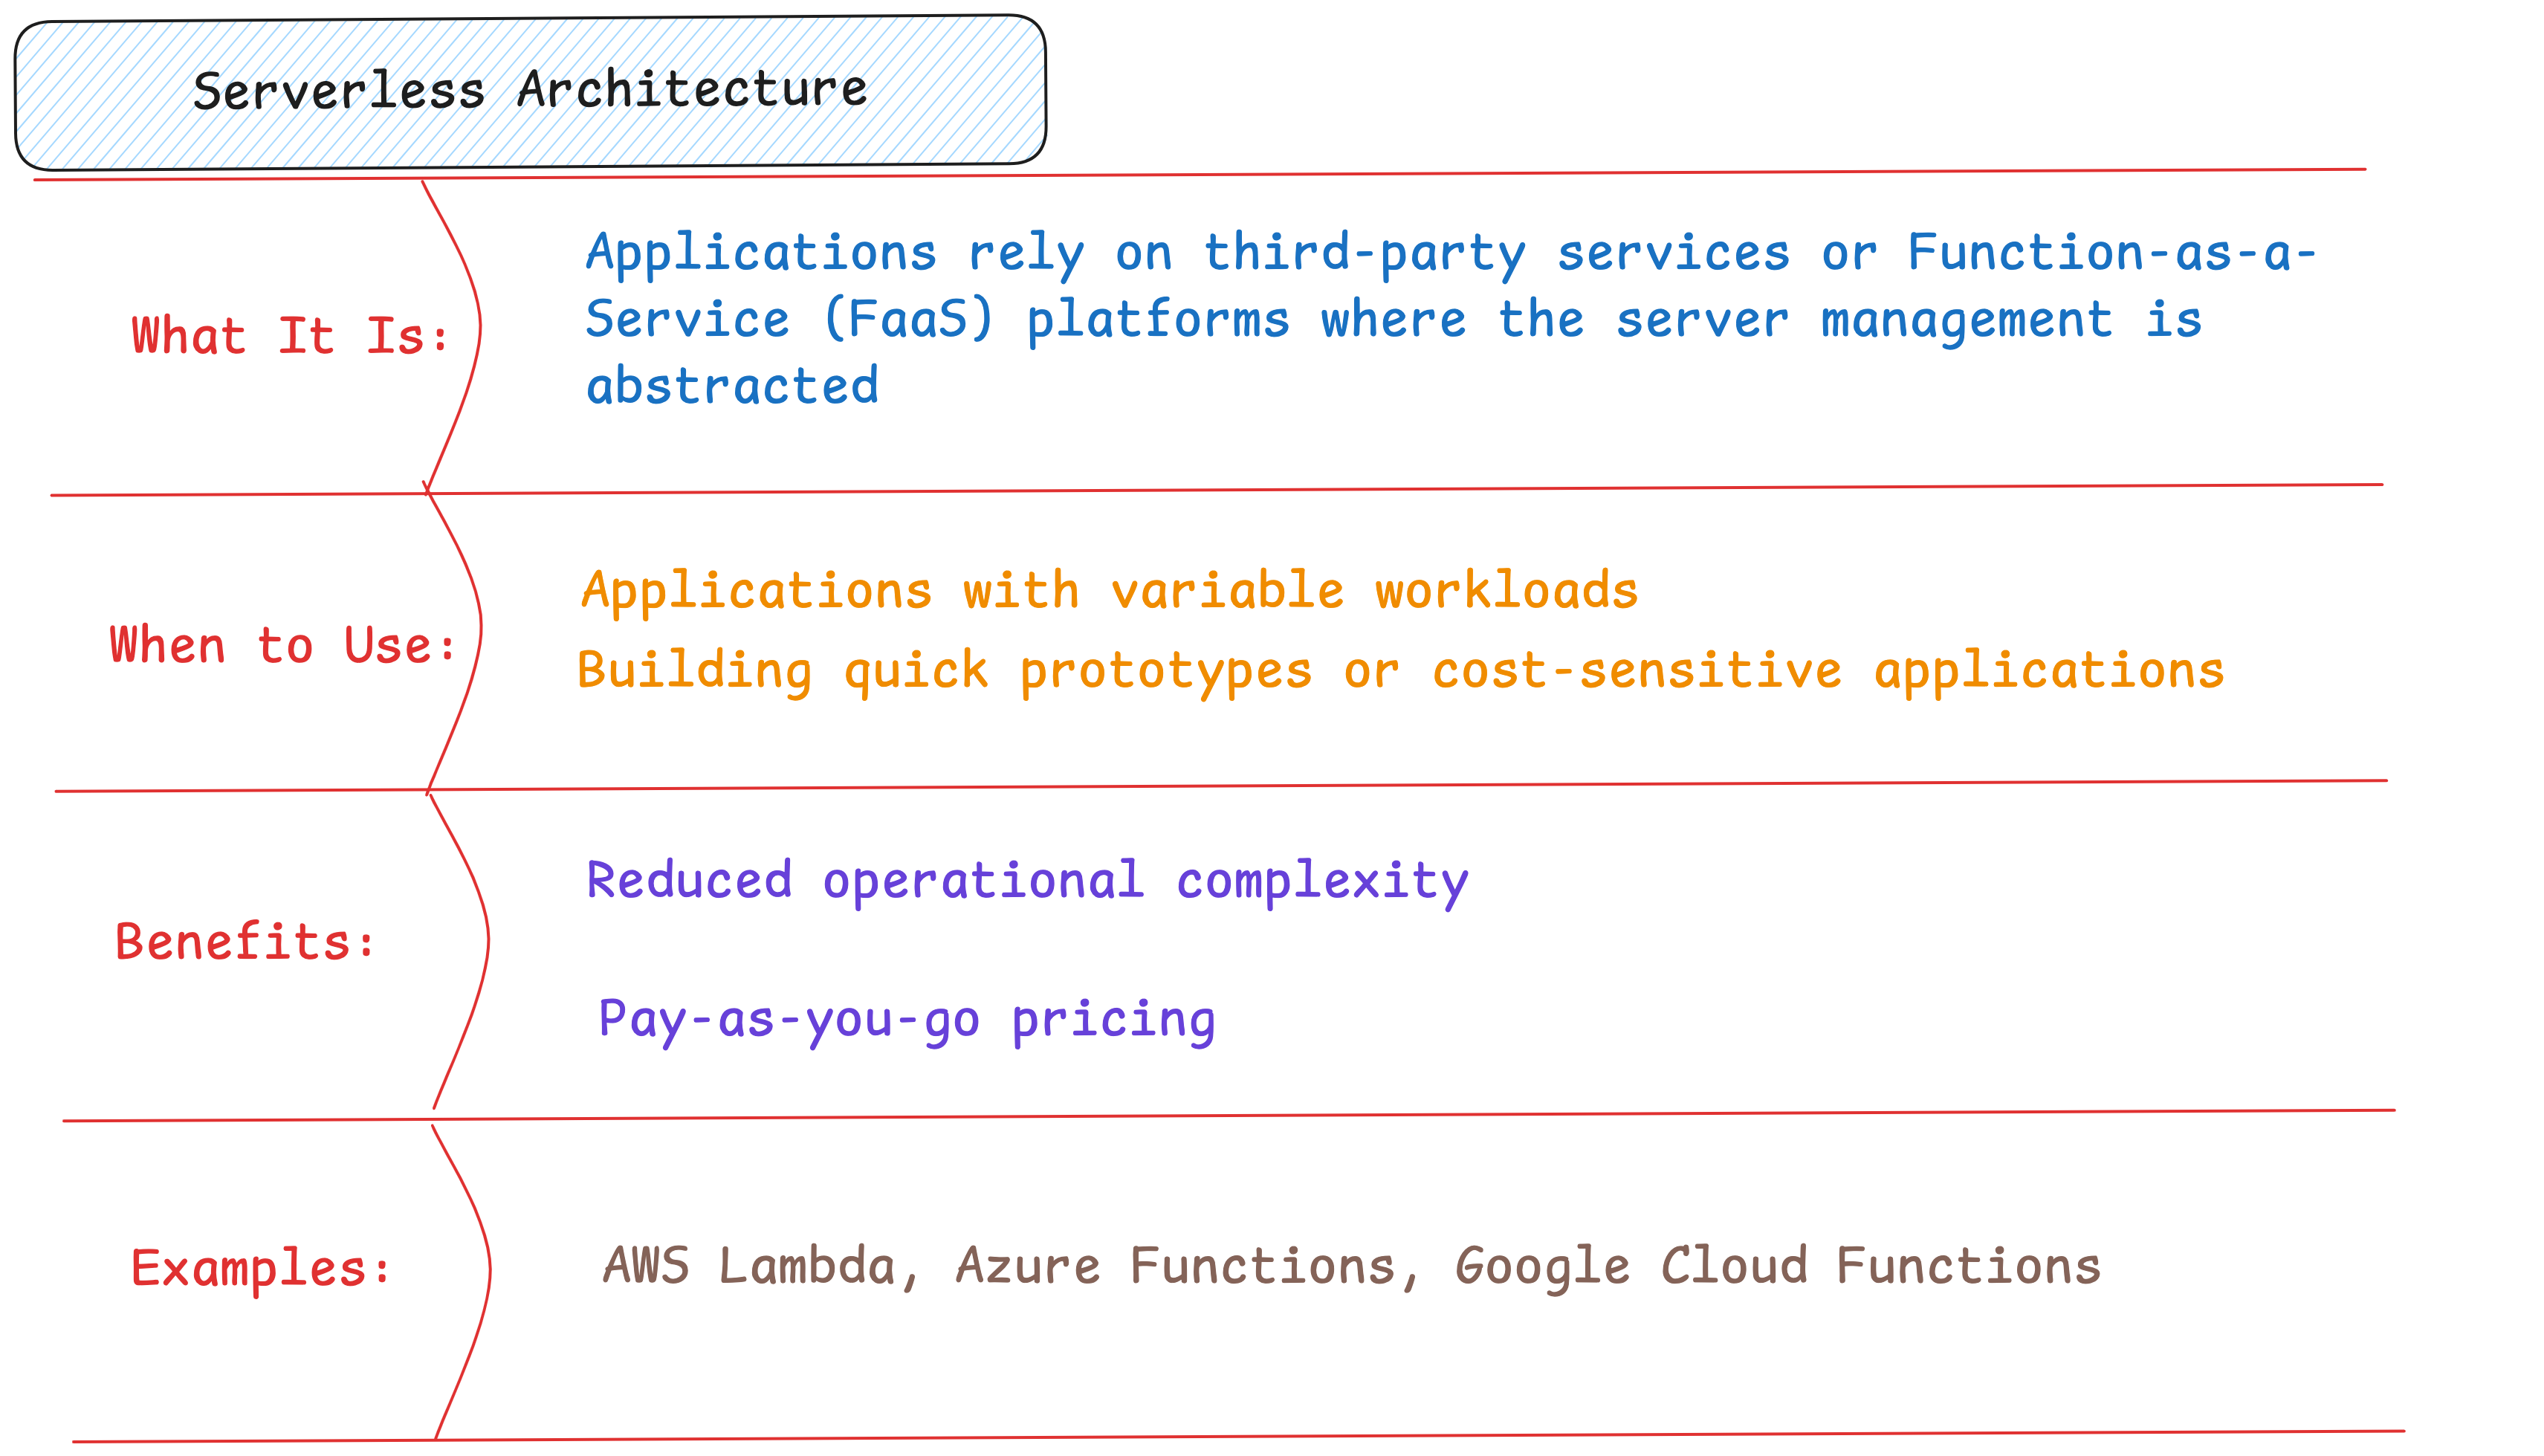 Serverless Architecture
What It Is:
Applications rely on third-party services or Function-as-a-
Service (FaaS) platforms where the server management is
abstracted
When to Use:
Applications with variable workloads
Building quick prototypes or cost-sensitive applications
Benefits:
Reduced operational complexity
Pay-as-you-go pricing
Examples:
AWS Lambda, Azure Functions, Google Cloud Functions